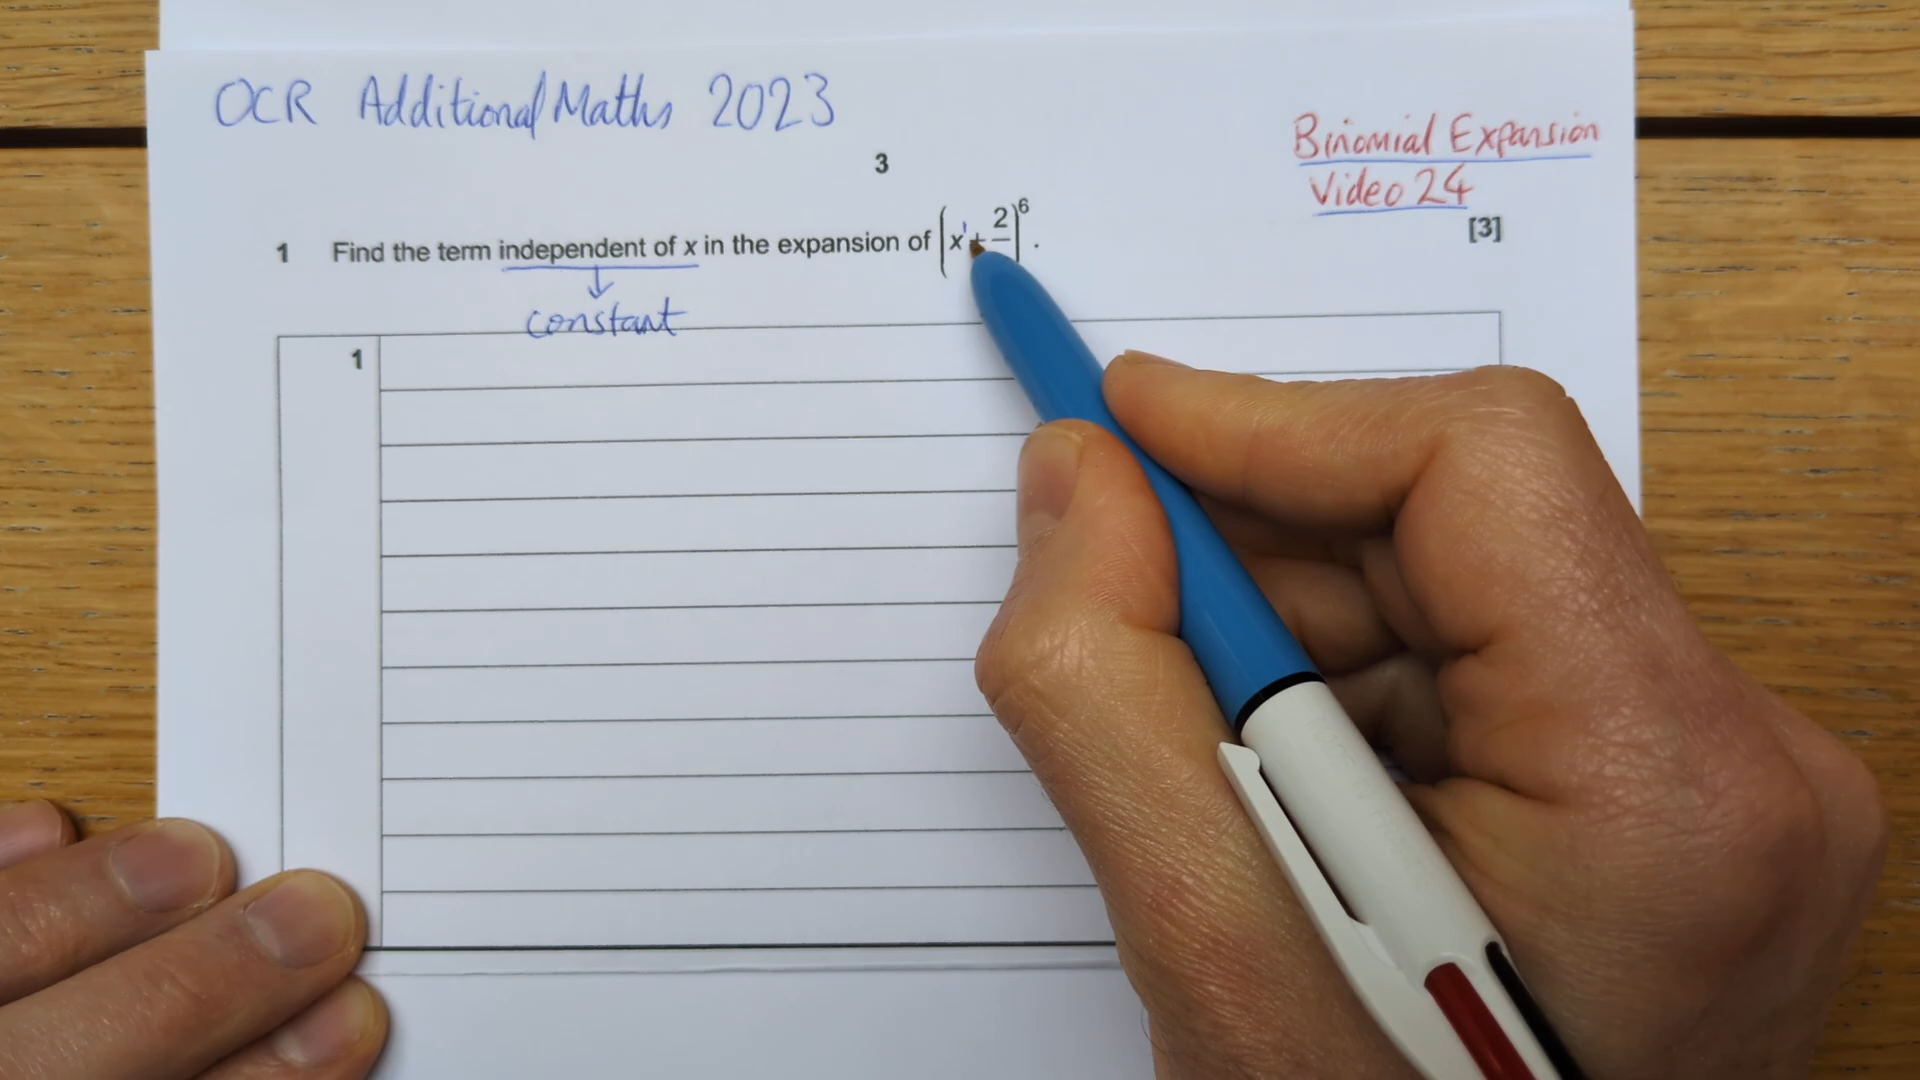 OCR Additional Maths 2023
Binomial Expansion
Video 24
3
1 Find the term independent of x in the expansion of (x¹ + 2/ )⁶. [3]
constant
1